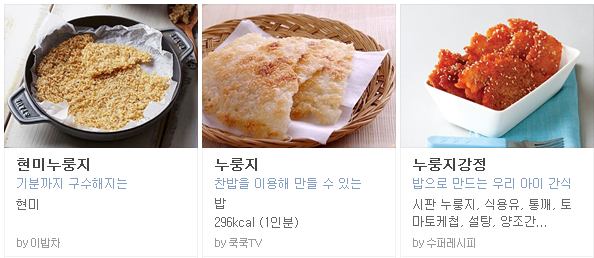 현미누룽지
기분까지 구수해지는
현미
by 이밥차
누룽지
찬밥을 이용해 만들 수 있는
밥
296kcal (1인분)
by 쿡쿡TV
누룽지강정
밥으로 만드는 우리 아이 간식
시판 누룽지, 식용유, 통깨, 토
마토케첩, 설탕, 양조간...
by 수퍼레시피